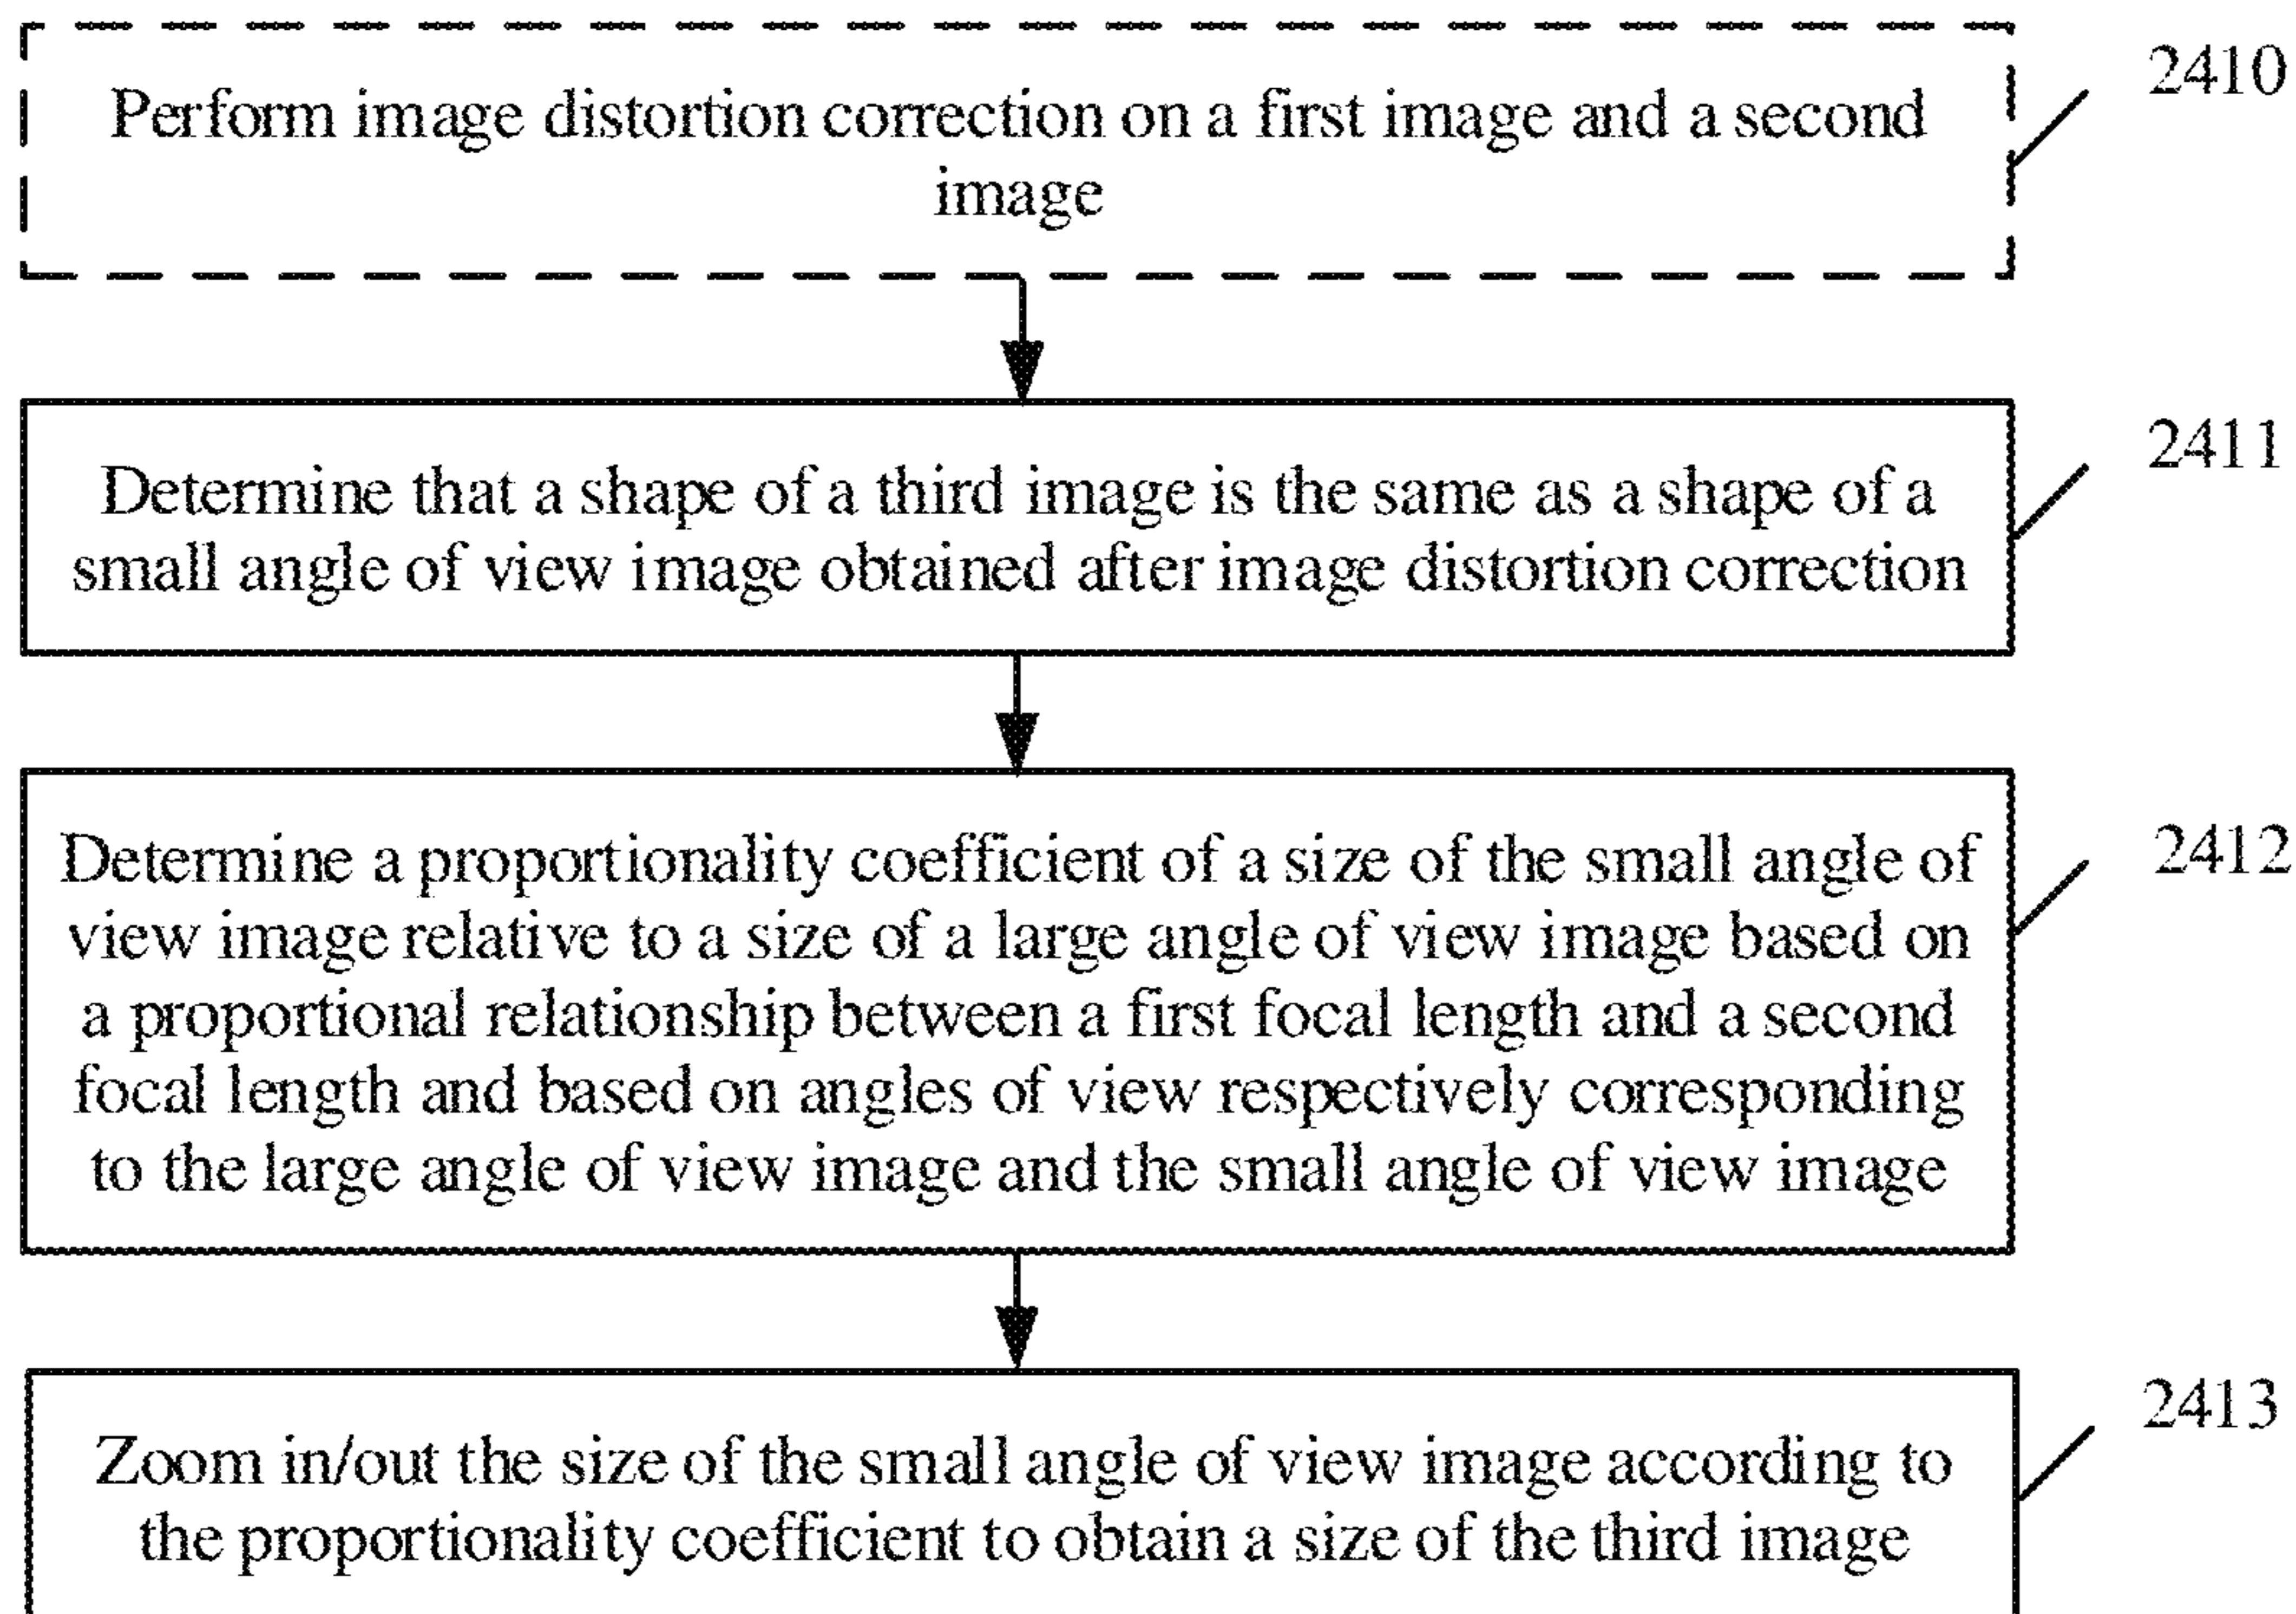 2410
Perform image distortion correction on a first image and a second
image
2411
Determine that a shape of a third image is the same as a shape of a
small angle of view image obtained after image distortion correction
2412
Determine a proportionality coefficient of a size of the small angle of
view image relative to a size of a large angle of view image based on
a proportional relationship between a first focal length and a second
focal length and based on angles of view respectively corresponding
to the large angle of view image and the small angle of view image
2413
Zoom in/out the size of the small angle of view image according to
the proportionality coefficient to obtain a size of the third image